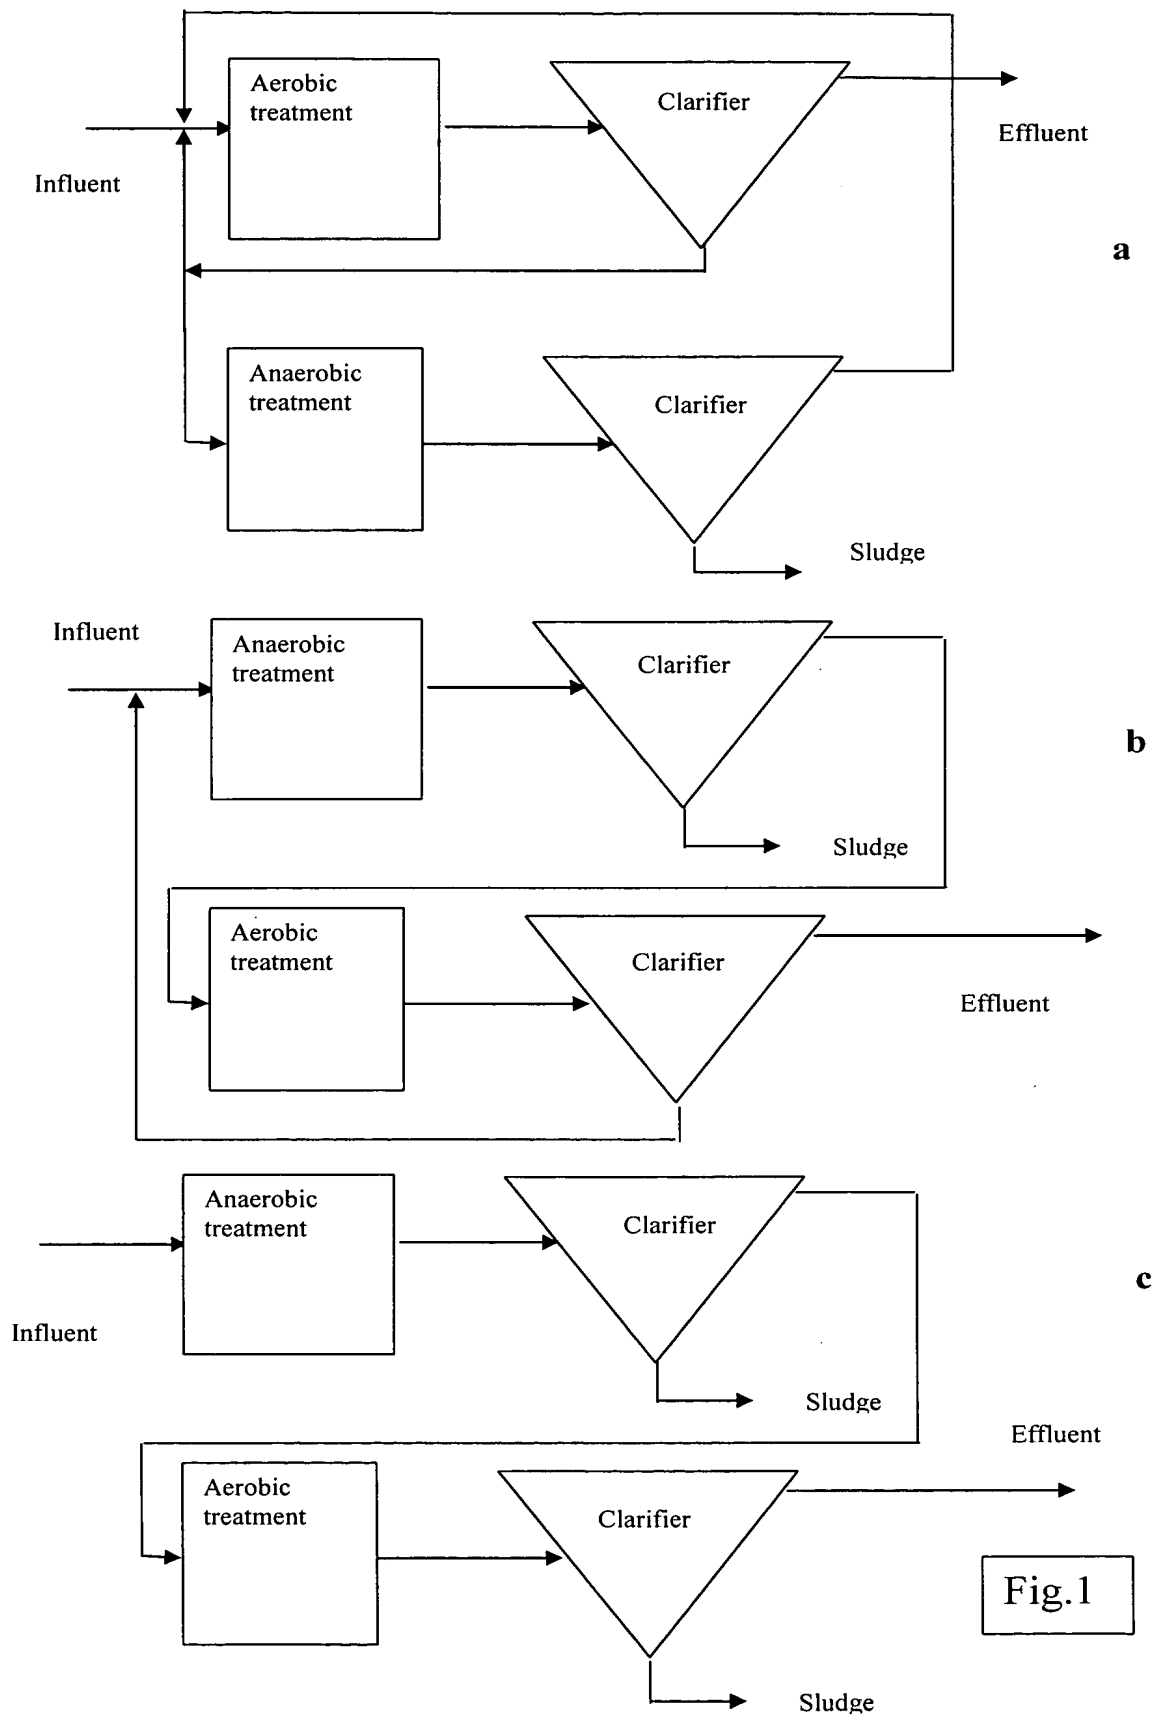 Aerobic
treatment
Clarifier
Effluent
Influent
a
Anaerobic
treatment
Clarifier
Sludge
Influent
Anaerobic
treatment
Clarifier
b
Sludge
Aerobic
treatment
Clarifier
Effluent
Anaerobic
treatment
Clarifier
c
Influent
Sludge
Effluent
Aerobic
treatment
Clarifier
Fig.1
Sludge